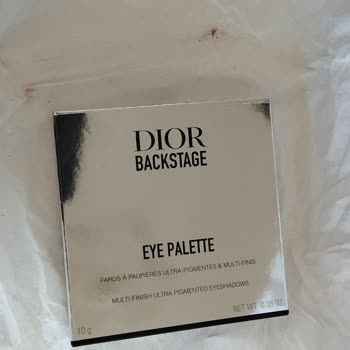 DIOR
BACKSTAGE
EYE PALETTE
FARDS À PAUPIÈRES ULTRA-PIGMENTÉS & MULTI-FINIS
MULTI-FINISH ULTRA-PIGMENTED EYESHADOWS
10 g
NET WT. 0.35 OZ.